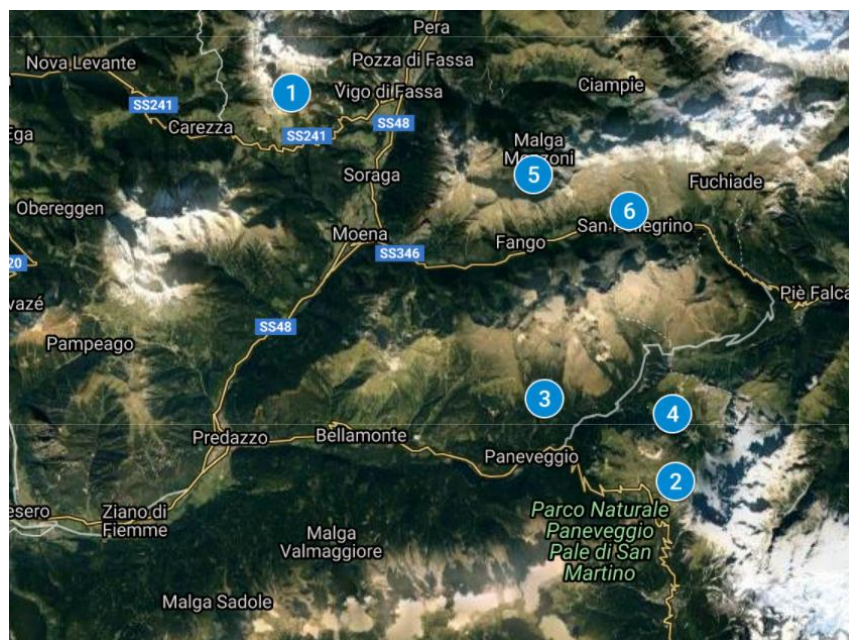 Pera
Nova Levante
Pozza di Fassa
Ciampie
1
Vigo di Fassa
SS241
SS48
Carezza
SS241
Ega
Malga
Soraga
5
Fuchiade
Obereggen
6
Moena
Fango
SS346
20
Piè Falca
vazé
SS48
Pampeago
3
4
Predazzo
Bellamonte
Paneveggio
2
esero
Ziano di
Fiemme
Parco Naturale
Paneveggio
Pale di San
Martino
Malga
Valmaggiore
Malga Sadole